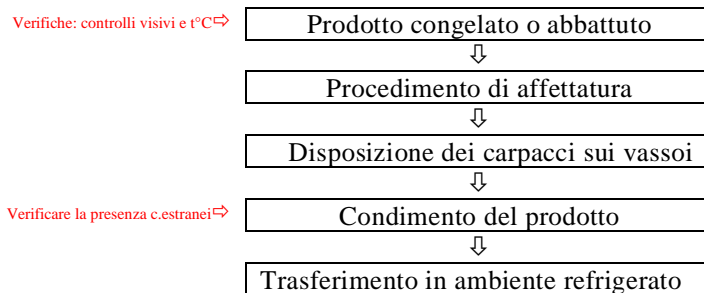 Verifiche: controlli visivi e t°C⇨ Prodotto congelato o abbattuto
Procedimento di affettatura
Disposizione dei carpacci sui vassoi
Verificare la presenza c.estranei⇨ Condimento del prodotto
Trasferimento in ambiente refrigerato